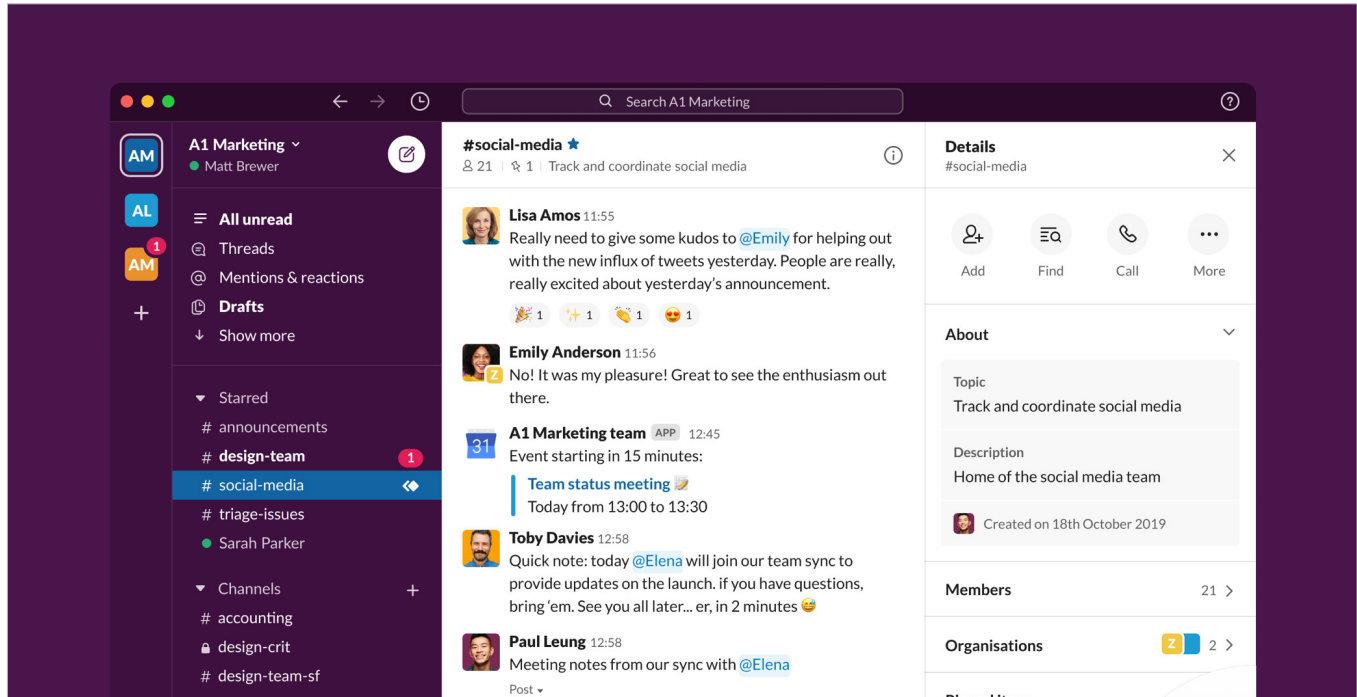 Search A1 Marketing
AM
AL
1
AM
A1 Marketing
Matt Brewer
All unread
Threads
Mentions & reactions
Drafts
Show more
Starred
# announcements
# design-team 1
# social-media
# triage-issues
Sarah Parker
Channels +
# accounting
design-crit
# design-team-sf
#social-media
21 | 1 | Track and coordinate social media
Lisa Amos 11:55
Really need to give some kudos to @Emily for helping out
with the new influx of tweets yesterday. People are really,
really excited about yesterday’s announcement.
1 1 1 1
Emily Anderson 11:56
Z
No! It was my pleasure! Great to see the enthusiasm out
there.
31
A1 Marketing team APP 12:45
Event starting in 15 minutes:
Team status meeting
Today from 13:00 to 13:30
Toby Davies 12:58
Quick note: today @Elena will join our team sync to
provide updates on the launch. if you have questions,
bring ‘em. See you all later... er, in 2 minutes
Paul Leung 12:58
Meeting notes from our sync with @Elena
Post
Details
#social-media
Add Find Call More
About
Topic
Track and coordinate social media
Description
Home of the social media team
Created on 18th October 2019
Members 21
Organisations Z 2